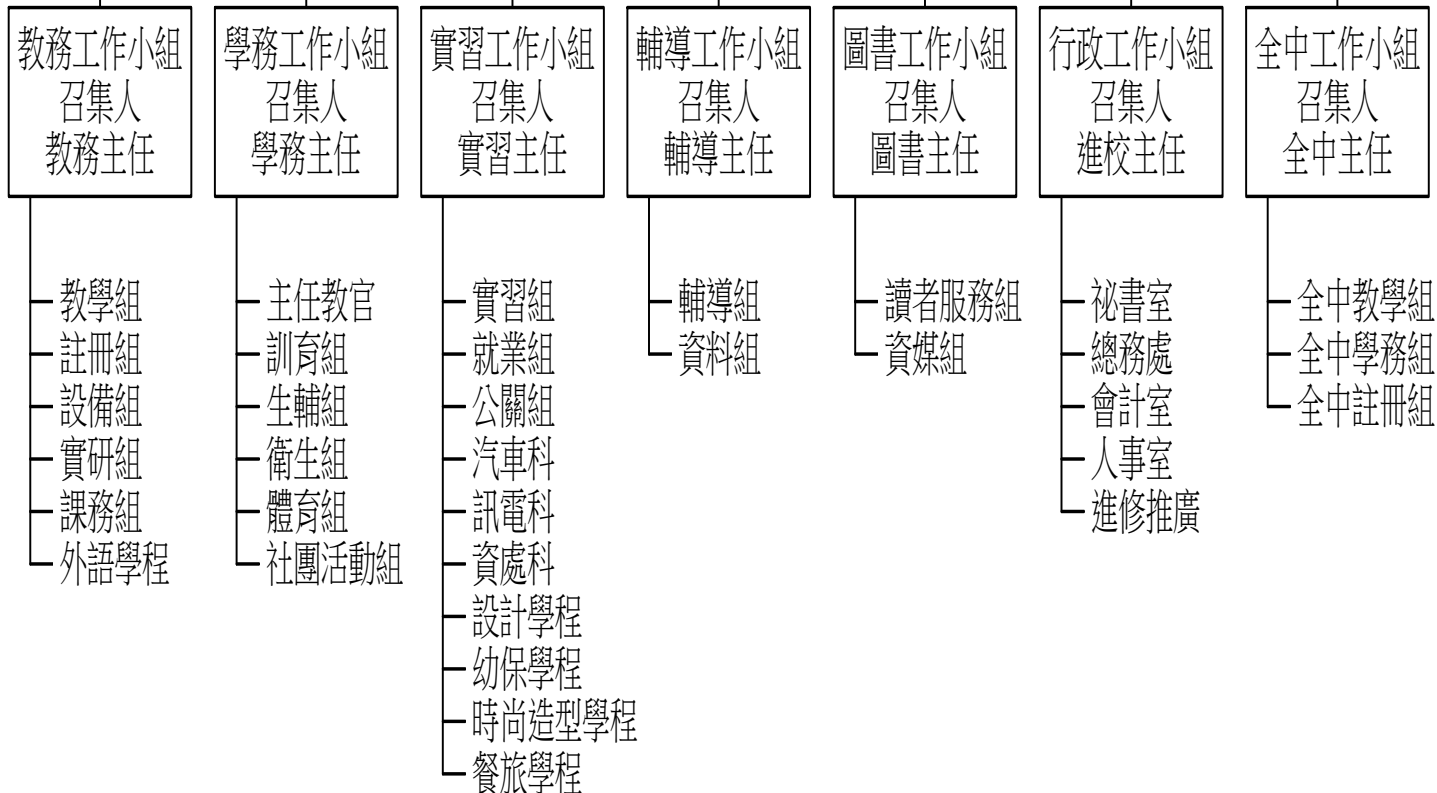 教務工作小組
召集人
教務主任
教學組
註冊組
設備組
實研組
課務組
外語學程
學務工作小組
召集人
學務主任
主任教官
訓育組
生輔組
衛生組
體育組
社團活動組
實習工作小組
召集人
實習主任
實習組
就業組
公關組
汽車科
訊電科
資處科
設計學程
幼保學程
時尚造型學程
餐旅學程
輔導工作小組
召集人
輔導主任
輔導組
資料組
圖書工作小組
召集人
圖書主任
讀者服務組
資媒組
行政工作小組
召集人
進校主任
祕書室
總務處
會計室
人事室
進修推廣
全中工作小組
召集人
全中主任
全中教學組
全中學務組
全中註冊組